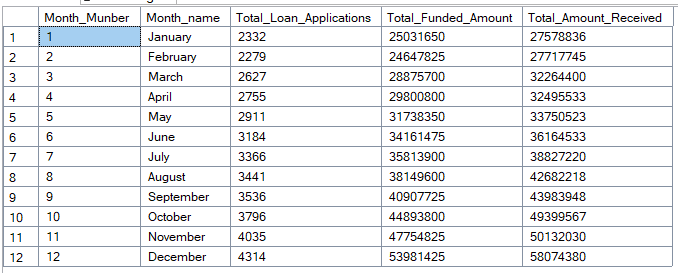 Month_Munber Month_name Total_Loan_Applications Total_Funded_Amount Total_Amount_Received
1 1 January 2332 25031650 27578836
2 2 February 2279 24647825 27717745
3 3 March 2627 28875700 32264400
4 4 April 2755 29800800 32495533
5 5 May 2911 31738350 33750523
6 6 June 3184 34161475 36164533
7 7 July 3366 35813900 38827220
8 8 August 3441 38149600 42682218
9 9 September 3536 40907725 43983948
10 10 October 3796 44893800 49399567
11 11 November 4035 47754825 50132030
12 12 December 4314 53981425 58074380